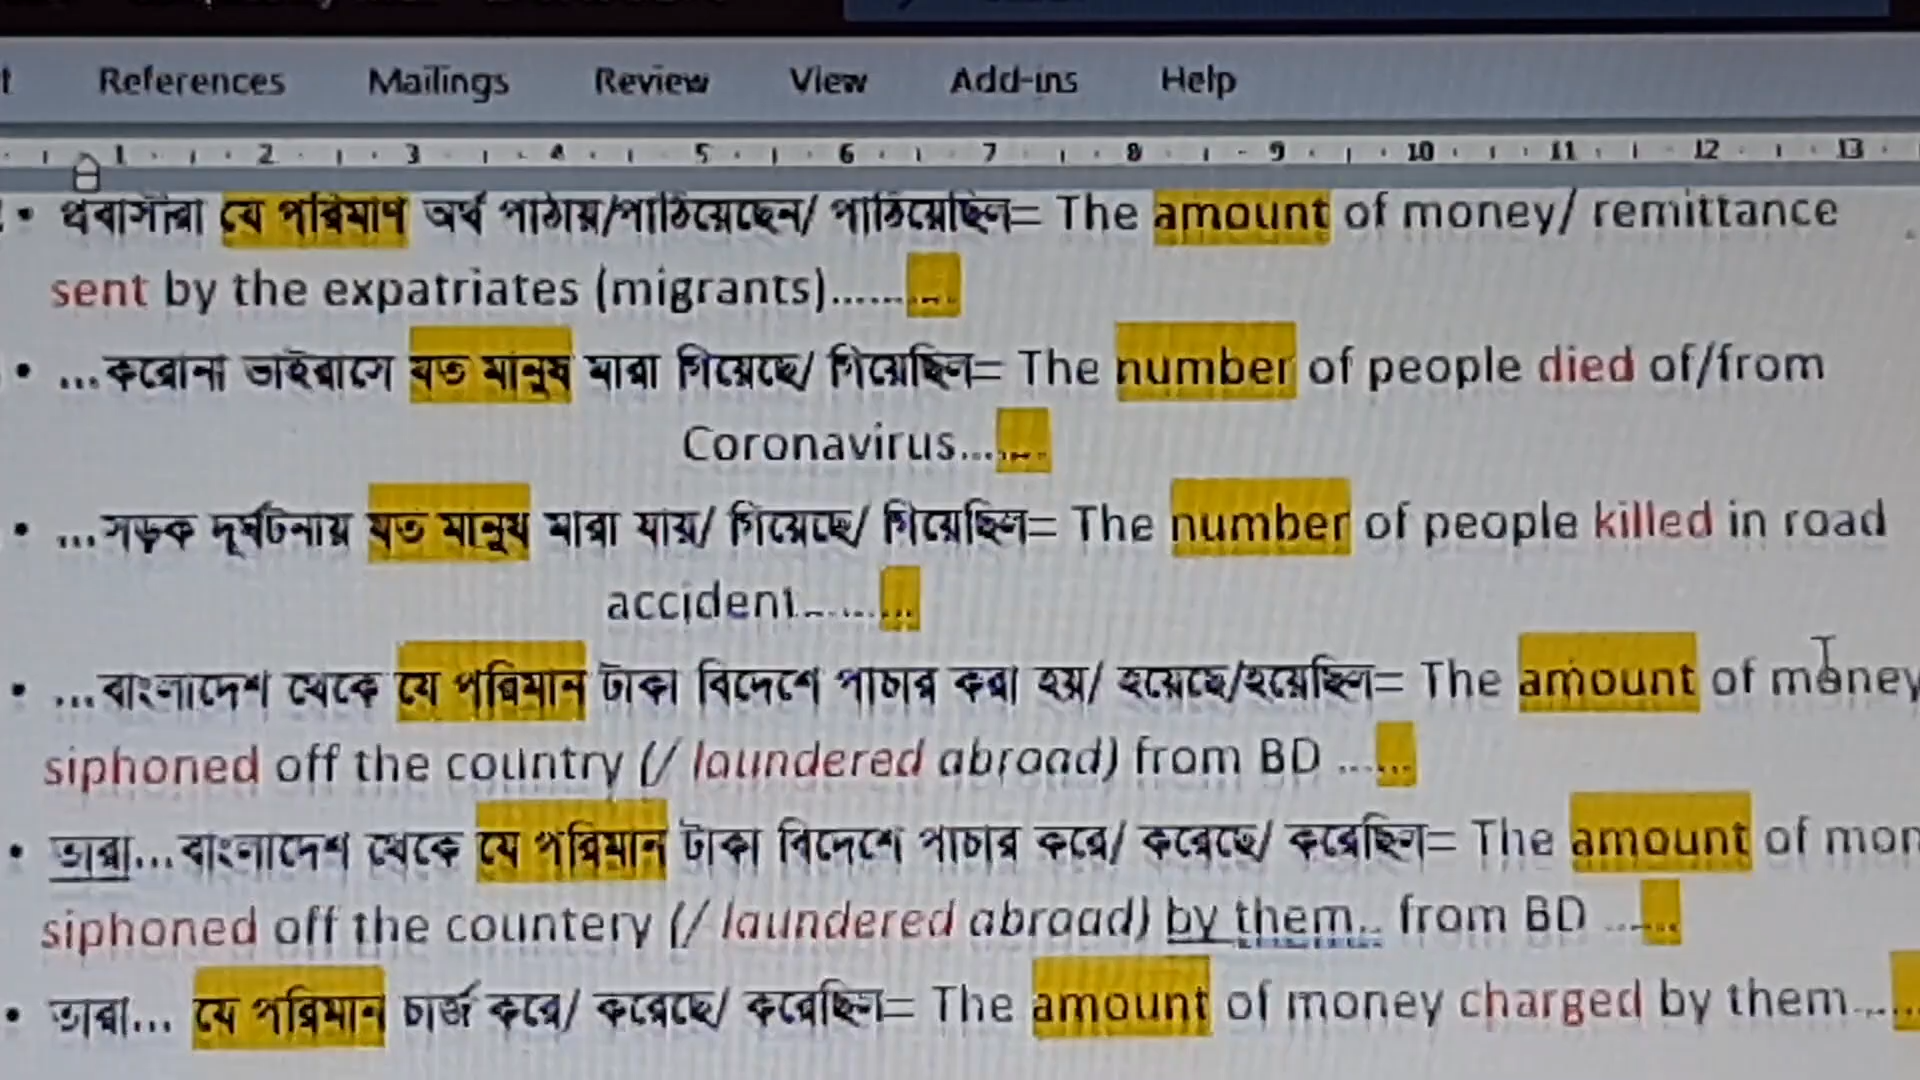 References Mailings Review View Add-ins Help
1 2 3 4 5 6 7 8 9 10 11 12 13
• প্রবাসীরা যে পরিমাণ অর্থ পাঠায়/পাঠিয়েছেন/ পাঠিয়েছিল= The amount of money/ remittance
sent by the expatriates (migrants)..........
• ...করোনা ভাইরাসে যত মানুষ মারা গিয়েছে/ গিয়েছিল= The number of people died of/from
Coronavirus.......
• ...সড়ক দূর্ঘটনায় যত মানুষ মারা যায়/ গিয়েছে/ গিয়েছিল= The number of people killed in road
accident..........
• ...বাংলাদেশ থেকে যে পরিমান টাকা বিদেশে পাচার করা হয়/ হয়েছে/হয়েছিল= The amount of money
siphoned off the country (/ laundered abroad) from BD ......
• তারা...বাংলাদেশ থেকে যে পরিমান টাকা বিদেশে পাচার করে/ করেছে/ করেছিল= The amount of mon
siphoned off the countery (/ laundered abroad) by them.. from BD ......
• তারা... যে পরিমান চার্জ করে/ করেছে/ করেছিল= The amount of money charged by them......